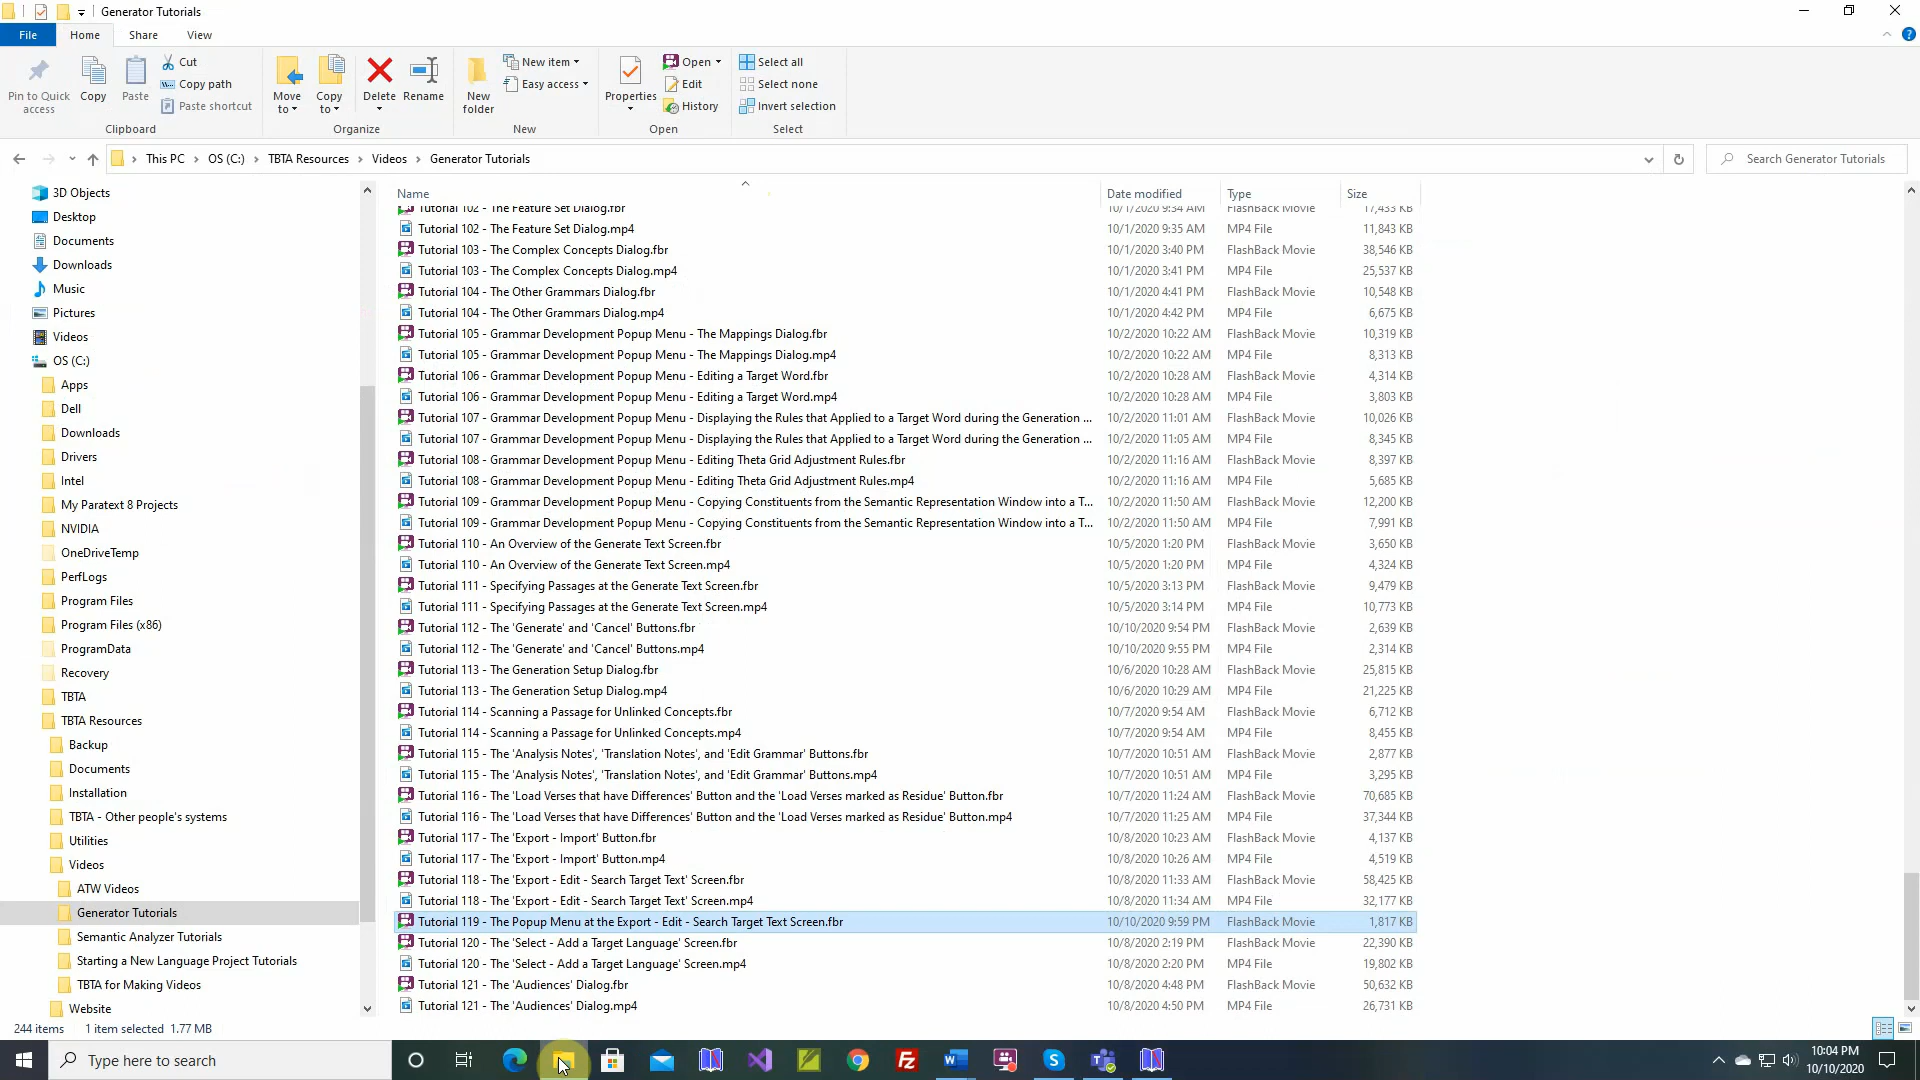 Generator Tutorials
File Home Share View
Pin to Quick access
Copy
Paste
Cut
Copy path
Paste shortcut
Clipboard
Move to
Copy to
Delete
Rename
Organize
New folder
New item
Easy access
New
Properties
Open
Edit
History
Open
Select all
Select none
Invert selection
Select
This PC > OS (C:) > TBTA Resources > Videos > Generator Tutorials
Search Generator Tutorials
3D Objects
Desktop
Documents
Downloads
Music
Pictures
Videos
OS (C:)
Apps
Dell
Downloads
Drivers
Intel
My Paratext 8 Projects
NVIDIA
OneDriveTemp
PerfLogs
Program Files
Program Files (x86)
ProgramData
Recovery
TBTA
TBTA Resources
Backup
Documents
Installation
TBTA - Other people's systems
Utilities
Videos
ATW Videos
Generator Tutorials
Semantic Analyzer Tutorials
Starting a New Language Project Tutorials
TBTA for Making Videos
Website
Name Date modified Type Size
Tutorial 102 - The Feature Set Dialog.fbr 10/1/2020 9:34 AM FlashBack Movie 17,433 KB
Tutorial 102 - The Feature Set Dialog.mp4 10/1/2020 9:35 AM MP4 File 11,843 KB
Tutorial 103 - The Complex Concepts Dialog.fbr 10/1/2020 3:40 PM FlashBack Movie 38,546 KB
Tutorial 103 - The Complex Concepts Dialog.mp4 10/1/2020 3:41 PM MP4 File 25,537 KB
Tutorial 104 - The Other Grammars Dialog.fbr 10/1/2020 4:41 PM FlashBack Movie 10,548 KB
Tutorial 104 - The Other Grammars Dialog.mp4 10/1/2020 4:42 PM MP4 File 6,675 KB
Tutorial 105 - Grammar Development Popup Menu - The Mappings Dialog.fbr 10/2/2020 10:22 AM FlashBack Movie 10,319 KB
Tutorial 105 - Grammar Development Popup Menu - The Mappings Dialog.mp4 10/2/2020 10:22 AM MP4 File 8,313 KB
Tutorial 106 - Grammar Development Popup Menu - Editing a Target Word.fbr 10/2/2020 10:28 AM FlashBack Movie 4,314 KB
Tutorial 106 - Grammar Development Popup Menu - Editing a Target Word.mp4 10/2/2020 10:28 AM MP4 File 3,803 KB
Tutorial 107 - Grammar Development Popup Menu - Displaying the Rules that Applied to a Target Word during the Generation ... 10/2/2020 11:01 AM FlashBack Movie 10,026 KB
Tutorial 107 - Grammar Development Popup Menu - Displaying the Rules that Applied to a Target Word during the Generation ... 10/2/2020 11:05 AM MP4 File 8,345 KB
Tutorial 108 - Grammar Development Popup Menu - Editing Theta Grid Adjustment Rules.fbr 10/2/2020 11:16 AM FlashBack Movie 8,397 KB
Tutorial 108 - Grammar Development Popup Menu - Editing Theta Grid Adjustment Rules.mp4 10/2/2020 11:16 AM MP4 File 5,685 KB
Tutorial 109 - Grammar Development Popup Menu - Copying Constituents from the Semantic Representation Window into a T... 10/2/2020 11:50 AM FlashBack Movie 12,200 KB
Tutorial 109 - Grammar Development Popup Menu - Copying Constituents from the Semantic Representation Window into a T... 10/2/2020 11:50 AM MP4 File 7,991 KB
Tutorial 110 - An Overview of the Generate Text Screen.fbr 10/5/2020 1:20 PM FlashBack Movie 3,650 KB
Tutorial 110 - An Overview of the Generate Text Screen.mp4 10/5/2020 1:20 PM MP4 File 4,324 KB
Tutorial 111 - Specifying Passages at the Generate Text Screen.fbr 10/5/2020 3:13 PM FlashBack Movie 9,479 KB
Tutorial 111 - Specifying Passages at the Generate Text Screen.mp4 10/5/2020 3:14 PM MP4 File 10,773 KB
Tutorial 112 - The 'Generate' and 'Cancel' Buttons.fbr 10/10/2020 9:54 PM FlashBack Movie 2,639 KB
Tutorial 112 - The 'Generate' and 'Cancel' Buttons.mp4 10/10/2020 9:55 PM MP4 File 2,314 KB
Tutorial 113 - The Generation Setup Dialog.fbr 10/6/2020 10:28 AM FlashBack Movie 25,815 KB
Tutorial 113 - The Generation Setup Dialog.mp4 10/6/2020 10:29 AM MP4 File 21,225 KB
Tutorial 114 - Scanning a Passage for Unlinked Concepts.fbr 10/7/2020 9:54 AM FlashBack Movie 6,712 KB
Tutorial 114 - Scanning a Passage for Unlinked Concepts.mp4 10/7/2020 9:54 AM MP4 File 8,455 KB
Tutorial 115 - The 'Analysis Notes', 'Translation Notes', and 'Edit Grammar' Buttons.fbr 10/7/2020 10:51 AM FlashBack Movie 2,877 KB
Tutorial 115 - The 'Analysis Notes', 'Translation Notes', and 'Edit Grammar' Buttons.mp4 10/7/2020 10:51 AM MP4 File 3,295 KB
Tutorial 116 - The 'Load Verses that have Differences' Button and the 'Load Verses marked as Residue' Button.fbr 10/7/2020 11:24 AM FlashBack Movie 70,685 KB
Tutorial 116 - The 'Load Verses that have Differences' Button and the 'Load Verses marked as Residue' Button.mp4 10/7/2020 11:25 AM MP4 File 37,344 KB
Tutorial 117 - The 'Export - Import' Button.fbr 10/8/2020 10:23 AM FlashBack Movie 4,137 KB
Tutorial 117 - The 'Export - Import' Button.mp4 10/8/2020 10:26 AM MP4 File 4,519 KB
Tutorial 118 - The 'Export - Edit - Search Target Text' Screen.fbr 10/8/2020 11:33 AM FlashBack Movie 58,425 KB
Tutorial 118 - The 'Export - Edit - Search Target Text' Screen.mp4 10/8/2020 11:34 AM MP4 File 32,177 KB
Tutorial 119 - The Popup Menu at the Export - Edit - Search Target Text Screen.fbr 10/10/2020 9:59 PM FlashBack Movie 1,817 KB
Tutorial 120 - The 'Select - Add a Target Language' Screen.fbr 10/8/2020 2:19 PM FlashBack Movie 22,390 KB
Tutorial 120 - The 'Select - Add a Target Language' Screen.mp4 10/8/2020 2:20 PM MP4 File 19,802 KB
Tutorial 121 - The 'Audiences' Dialog.fbr 10/8/2020 4:48 PM FlashBack Movie 50,632 KB
Tutorial 121 - The 'Audiences' Dialog.mp4 10/8/2020 4:50 PM MP4 File 26,731 KB
244 items 1 item selected 1.77 MB
Type here to search
10:04 PM
10/10/2020